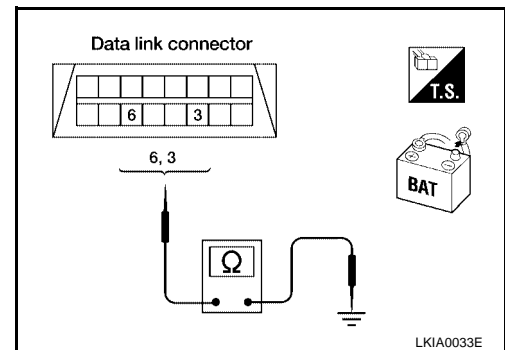 Data link connector
T.S.
6 3
6, 3
BAT
Ω
LKIA0033E